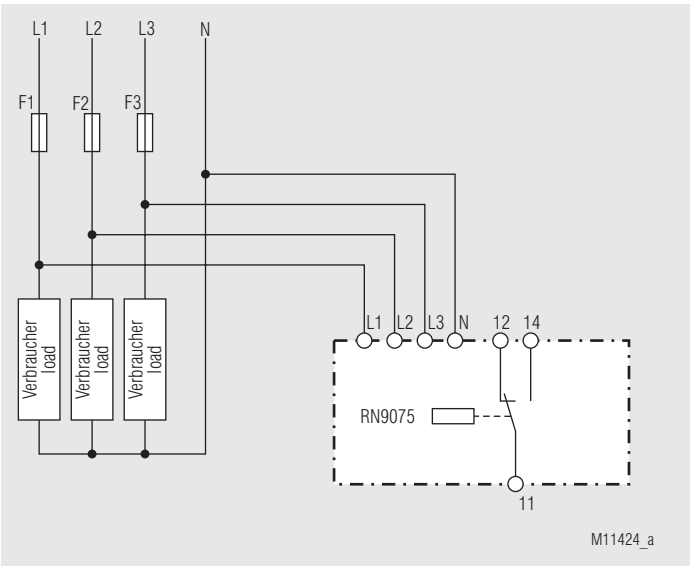 L1 L2 L3 N
F1 F2 F3
Verbraucher
load
Verbraucher
load
Verbraucher
load
L1 L2 L3 N 12 14
RN9075
11
M11424_a